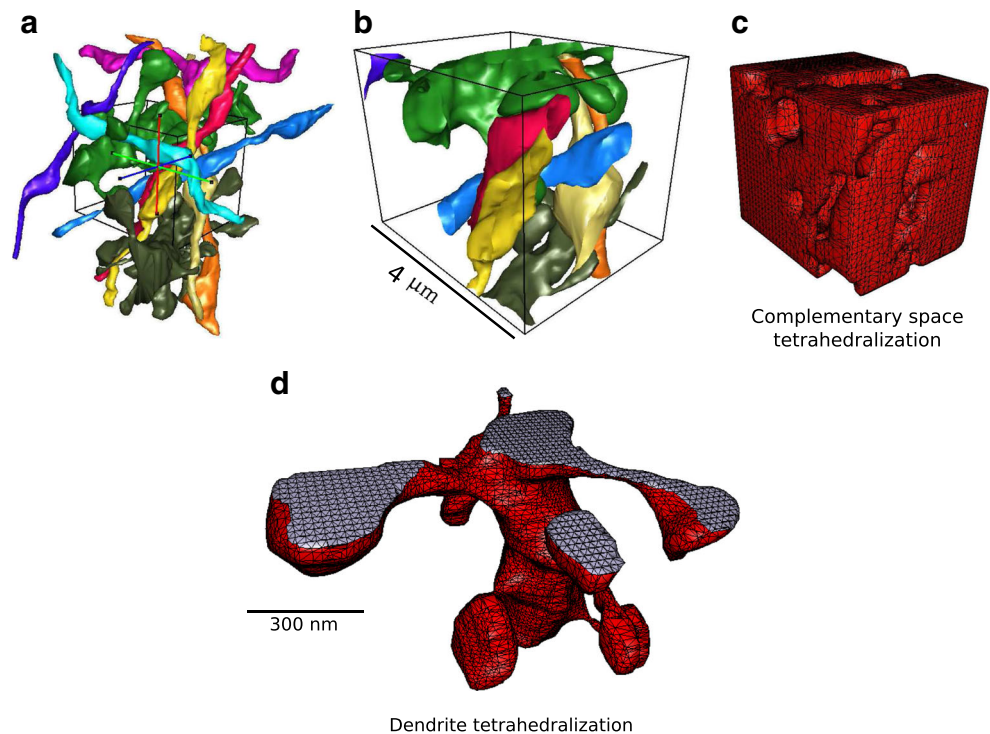 a
b
c
4 μm
Complementary space
tetrahedralization
d
300 nm
Dendrite tetrahedralization